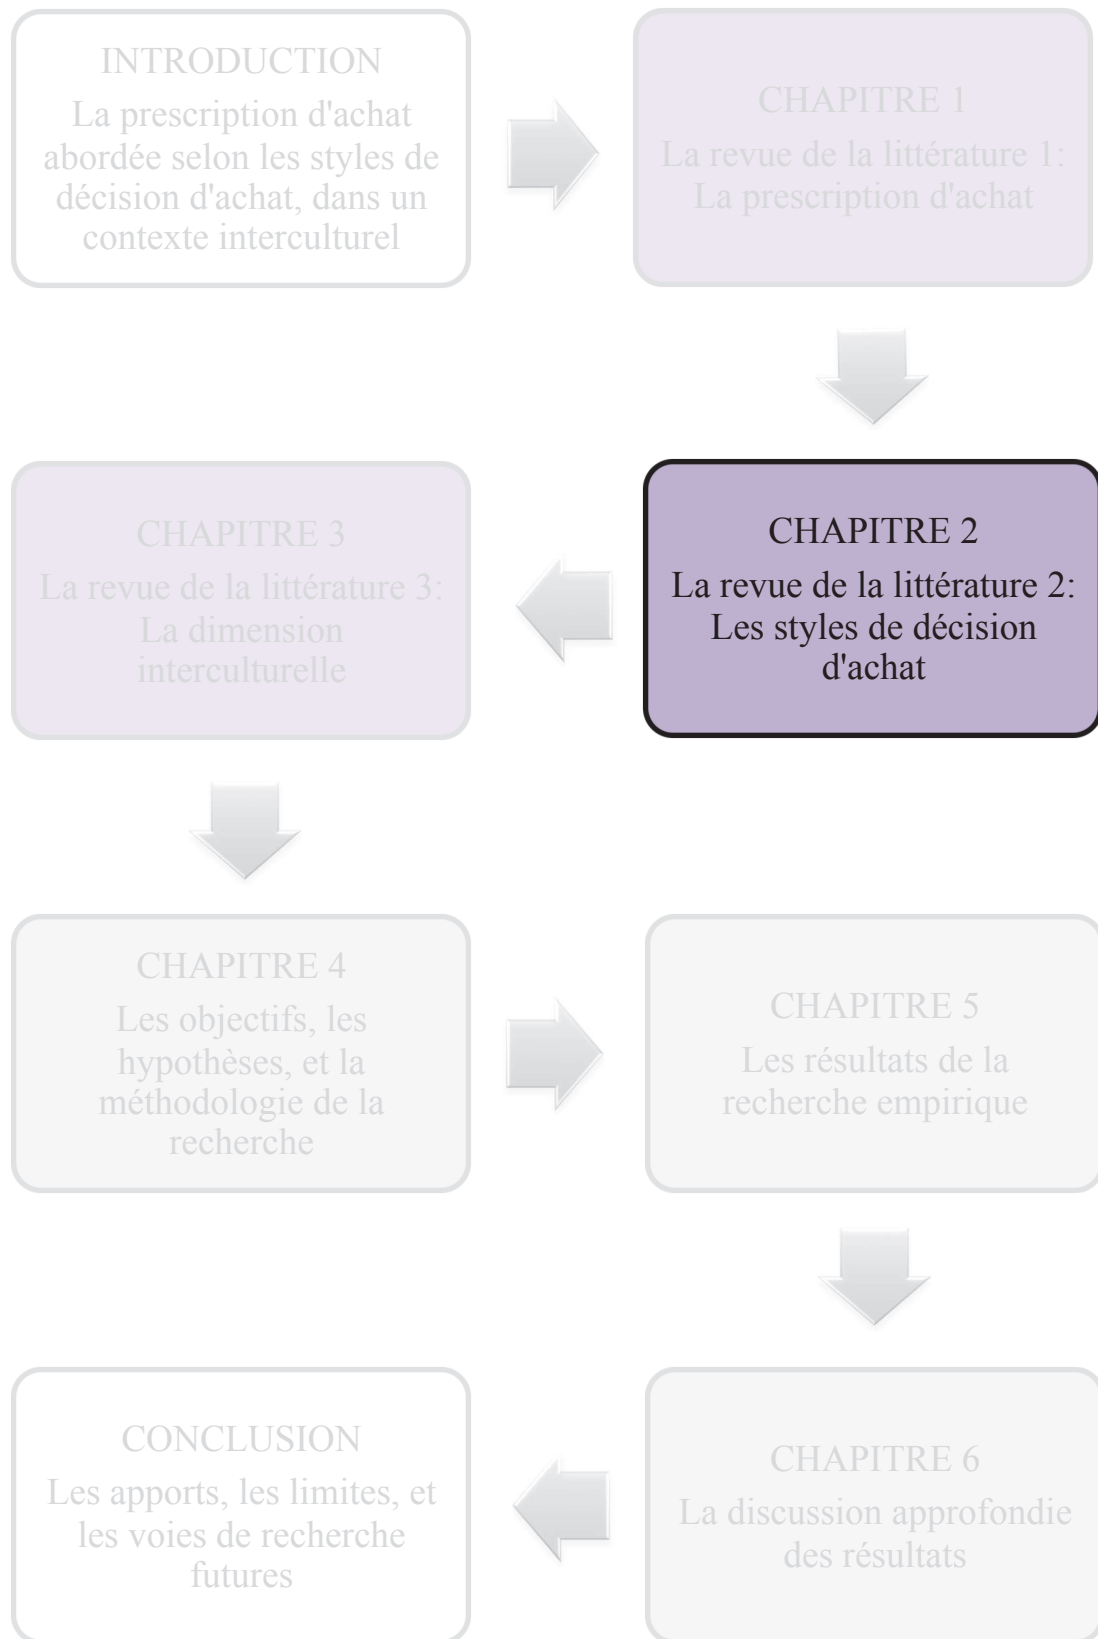 INTRODUCTION
La prescription d'achat
abordée selon les styles de
décision d'achat, dans un
contexte interculturel
CHAPITRE 1
La revue de la littérature 1:
La prescription d'achat
CHAPITRE 2
La revue de la littérature 2:
Les styles de décision
d'achat
CHAPITRE 3
La revue de la littérature 3:
La dimension
interculturelle
CHAPITRE 4
Les objectifs, les
hypothèses, et la
méthodologie de la
recherche
CHAPITRE 5
Les résultats de la
recherche empirique
CHAPITRE 6
La discussion approfondie
des résultats
CONCLUSION
Les apports, les limites, et
les voies de recherche
futures